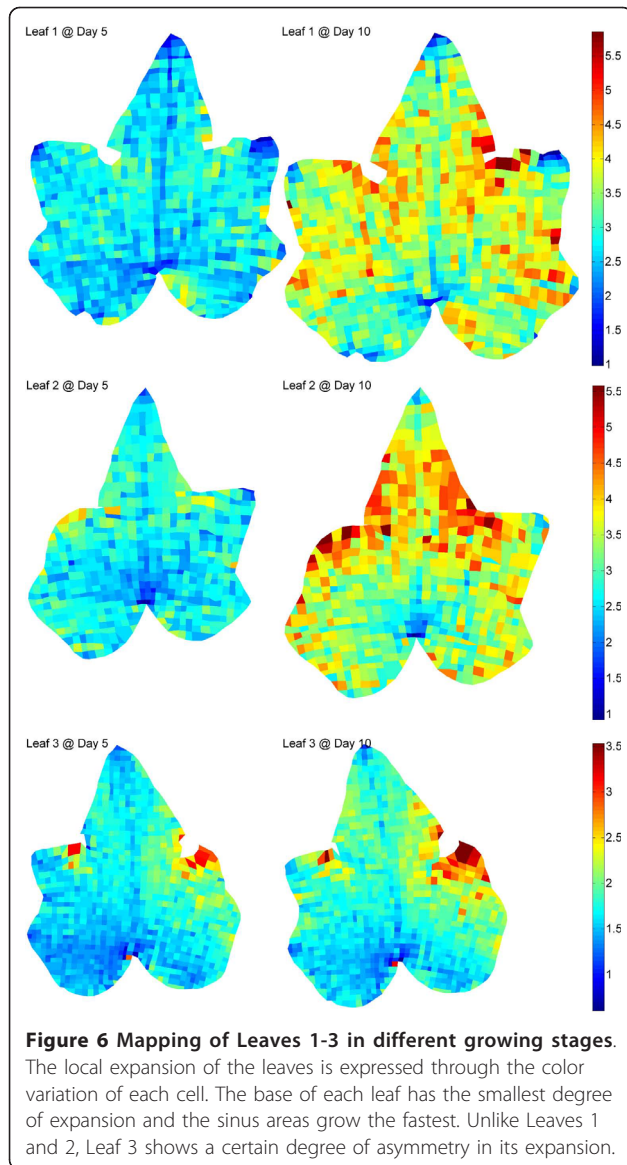 Leaf 1 @ Day 5
Leaf 1 @ Day 10
5.5
5
4.5
4
3.5
3
2.5
2
1.5
1
Leaf 2 @ Day 5
Leaf 2 @ Day 10
5.5
5
4.5
4
3.5
3
2.5
2
1.5
1
Leaf 3 @ Day 5
Leaf 3 @ Day 10
3.5
3
2.5
2
1.5
1
Figure 6 Mapping of Leaves 1-3 in different growing stages.
The local expansion of the leaves is expressed through the color
variation of each cell. The base of each leaf has the smallest degree
of expansion and the sinus areas grow the fastest. Unlike Leaves 1
and 2, Leaf 3 shows a certain degree of asymmetry in its expansion.